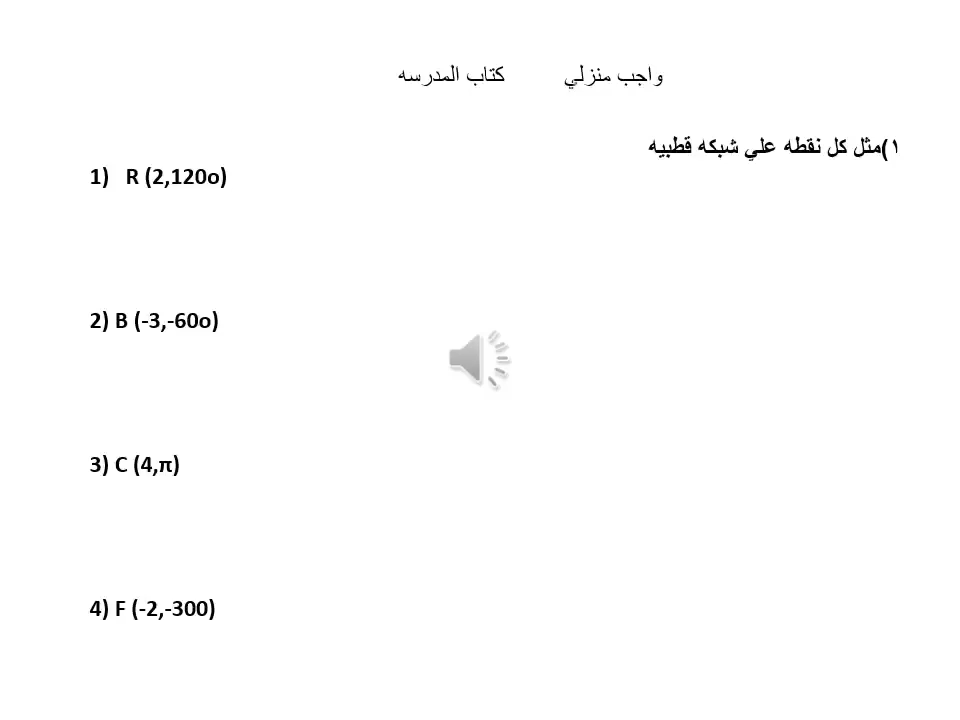 واجب منزلي كتاب المدرسه
١)مثل كل نقطه علي شبكه قطبيه
1) R (2,120o)
2) B (-3,-60o)
3) C (4,π)
4) F (-2,-300)